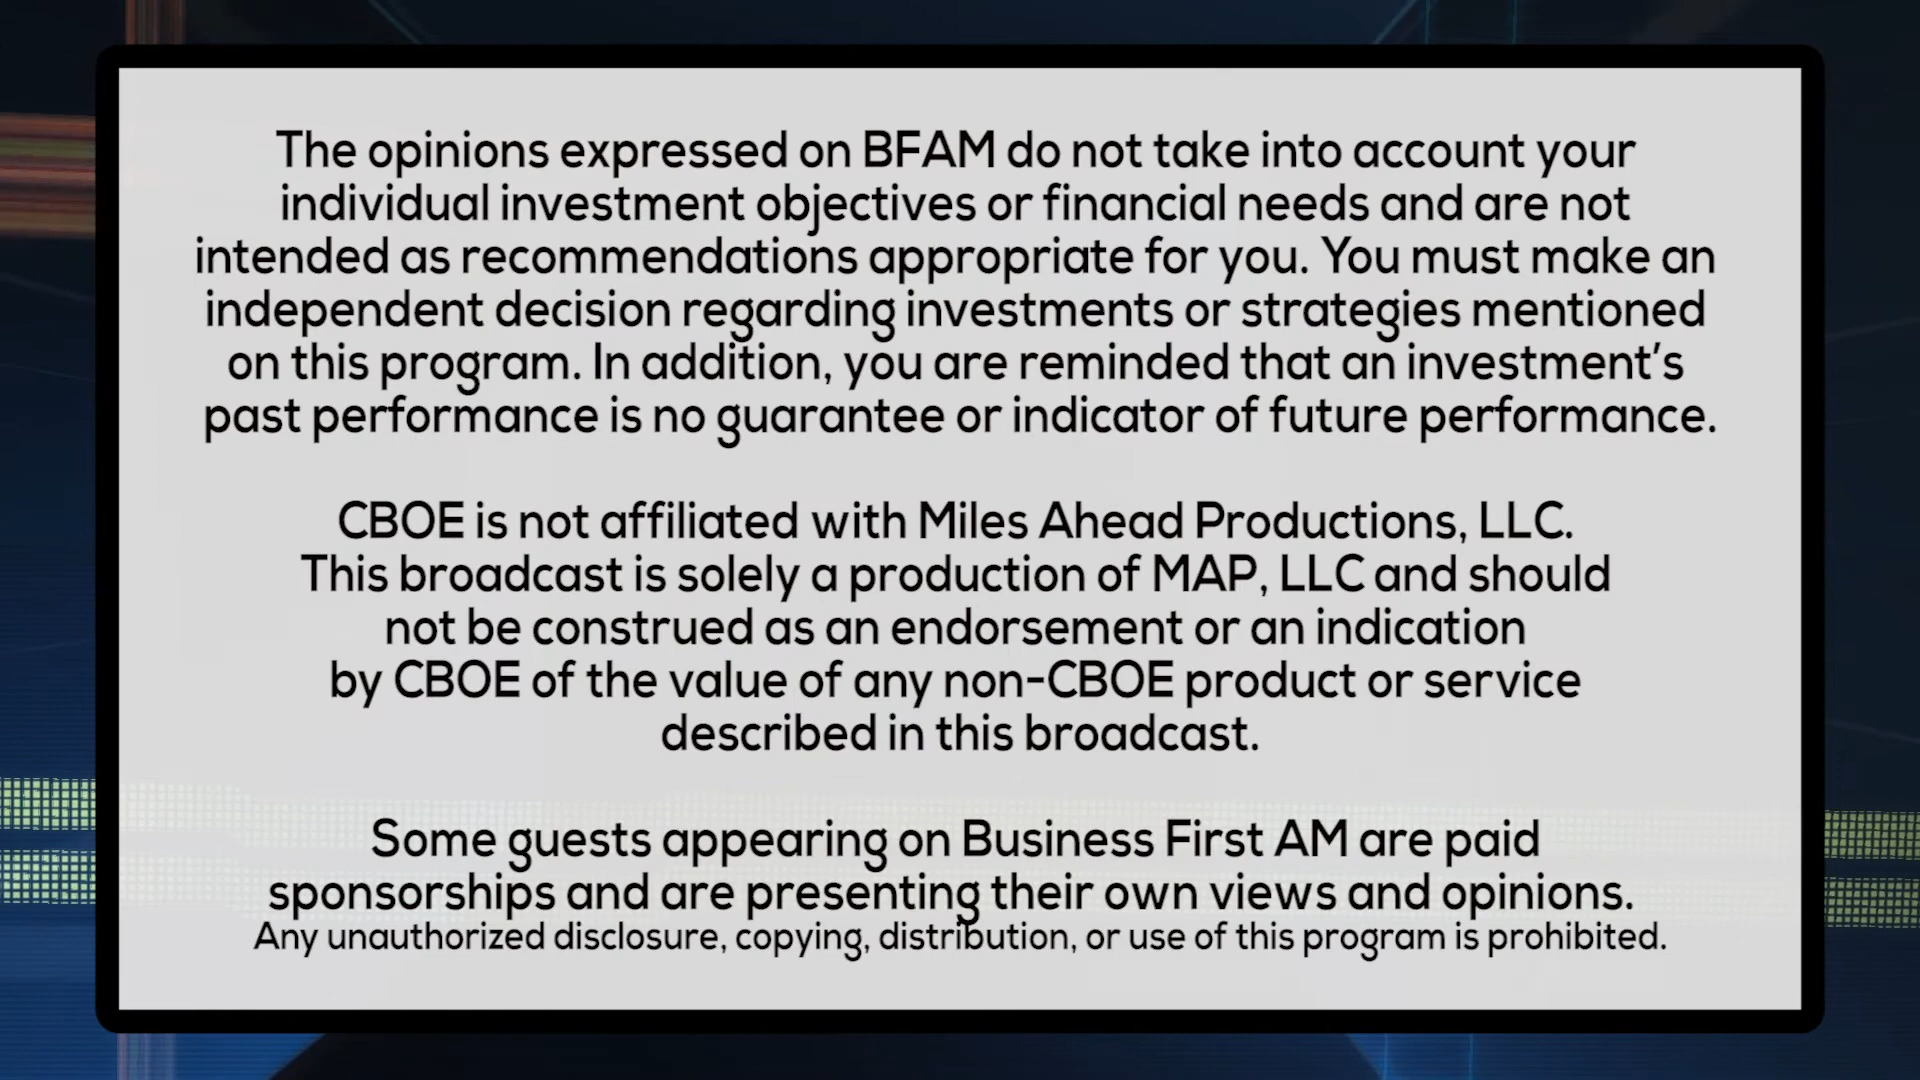 The opinions expressed on BFAM do not take into account your
individual investment objectives or financial needs and are not
intended as recommendations appropriate for you. You must make an
independent decision regarding investments or strategies mentioned
on this program. In addition, you are reminded that an investment’s
past performance is no guarantee or indicator of future performance.
CBOE is not affiliated with Miles Ahead Productions, LLC.
This broadcast is solely a production of MAP, LLC and should
not be construed as an endorsement or an indication
by CBOE of the value of any non-CBOE product or service
described in this broadcast.
Some guests appearing on Business First AM are paid
sponsorships and are presenting their own views and opinions.
Any unauthorized disclosure, copying, distribution, or use of this program is prohibited.